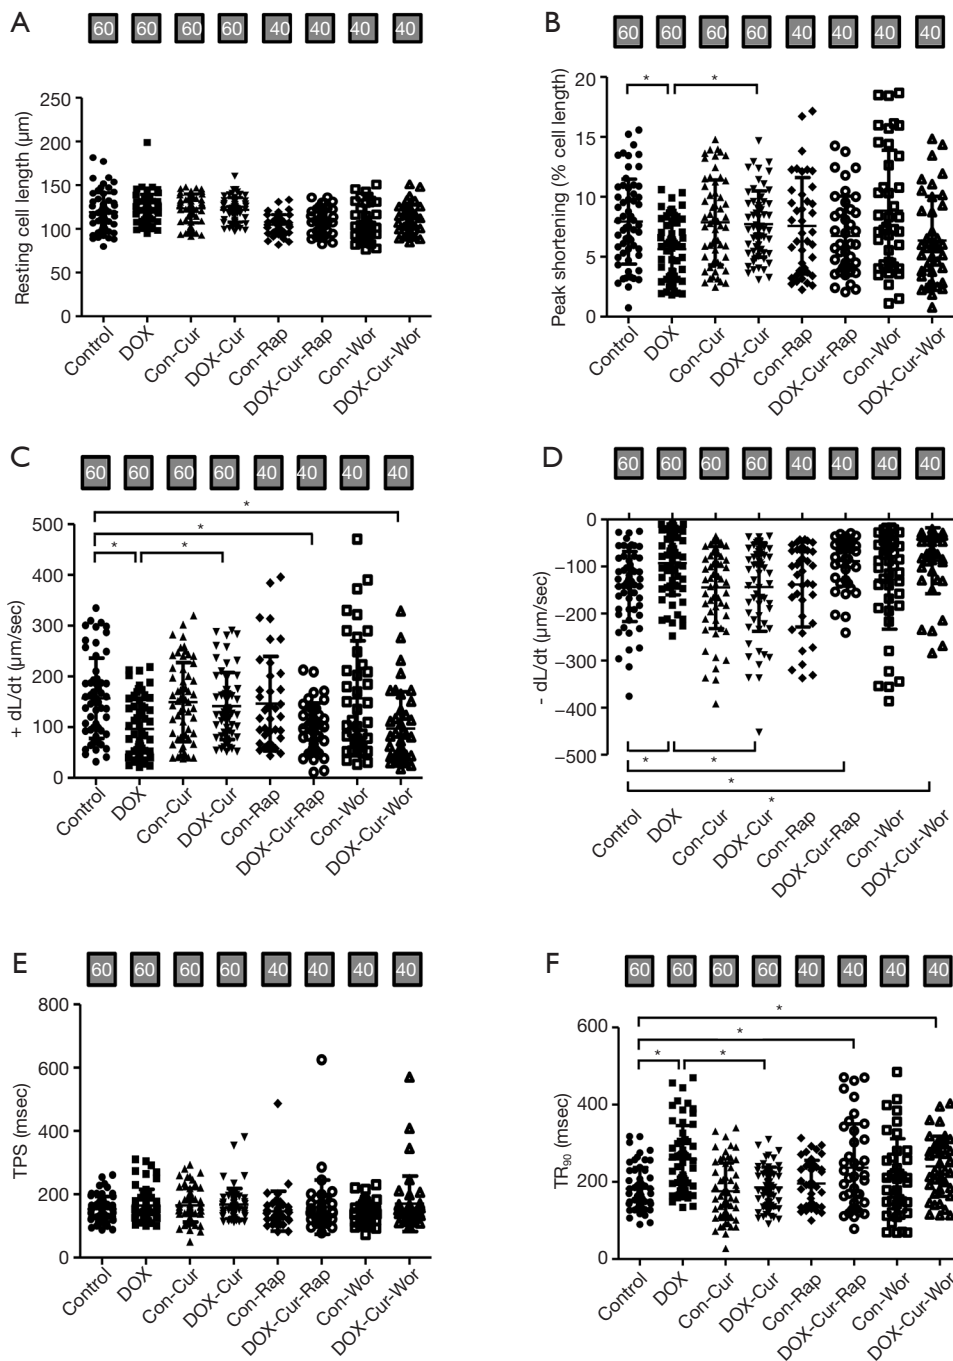 A
60 60 60 60 40 40 40 40
Resting cell length (µm)
250
200
150
100
50
0
Control
DOX
Con-Cur
DOX-Cur
Con-Rap
DOX-Cur-Rap
Con-Wor
DOX-Cur-Wor
B
60 60 60 60 40 40 40 40
Peak shortening (% cell length)
20
15
10
5
0
* *
Control
DOX
Con-Cur
DOX-Cur
Con-Rap
DOX-Cur-Rap
Con-Wor
DOX-Cur-Wor
C
60 60 60 60 40 40 40 40
+ dL/dt (µm/sec)
500
400
300
200
100
0
*
*
* *
Control
DOX
Con-Cur
DOX-Cur
Con-Rap
DOX-Cur-Rap
Con-Wor
DOX-Cur-Wor
D
60 60 60 60 40 40 40 40
- dL/dt (µm/sec)
0
−100
−200
−300
−400
−500
* *
*
*
Control
DOX
Con-Cur
DOX-Cur
Con-Rap
DOX-Cur-Rap
Con-Wor
DOX-Cur-Wor
E
60 60 60 60 40 40 40 40
TPS (msec)
800
600
400
200
0
Control
DOX
Con-Cur
DOX-Cur
Con-Rap
DOX-Cur-Rap
Con-Wor
DOX-Cur-Wor
F
60 60 60 60 40 40 40 40
TR90 (msec)
600
400
200
0
*
*
* *
Control
DOX
Con-Cur
DOX-Cur
Con-Rap
DOX-Cur-Rap
Con-Wor
DOX-Cur-Wor